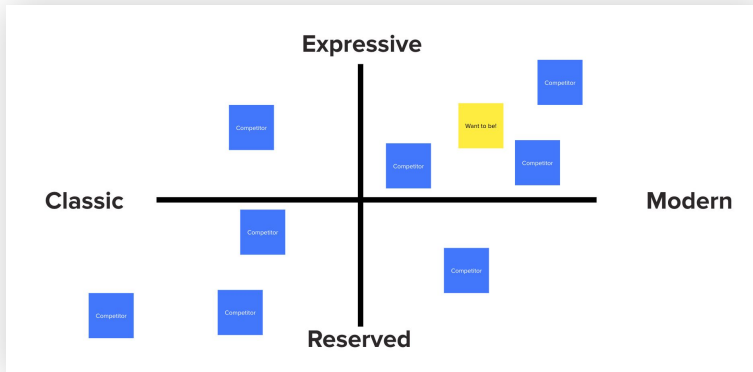 Expressive
Competitor
Competitor
Want to be!
Competitor
Competitor
Classic
Modern
Competitor
Competitor
Competitor
Competitor
Reserved